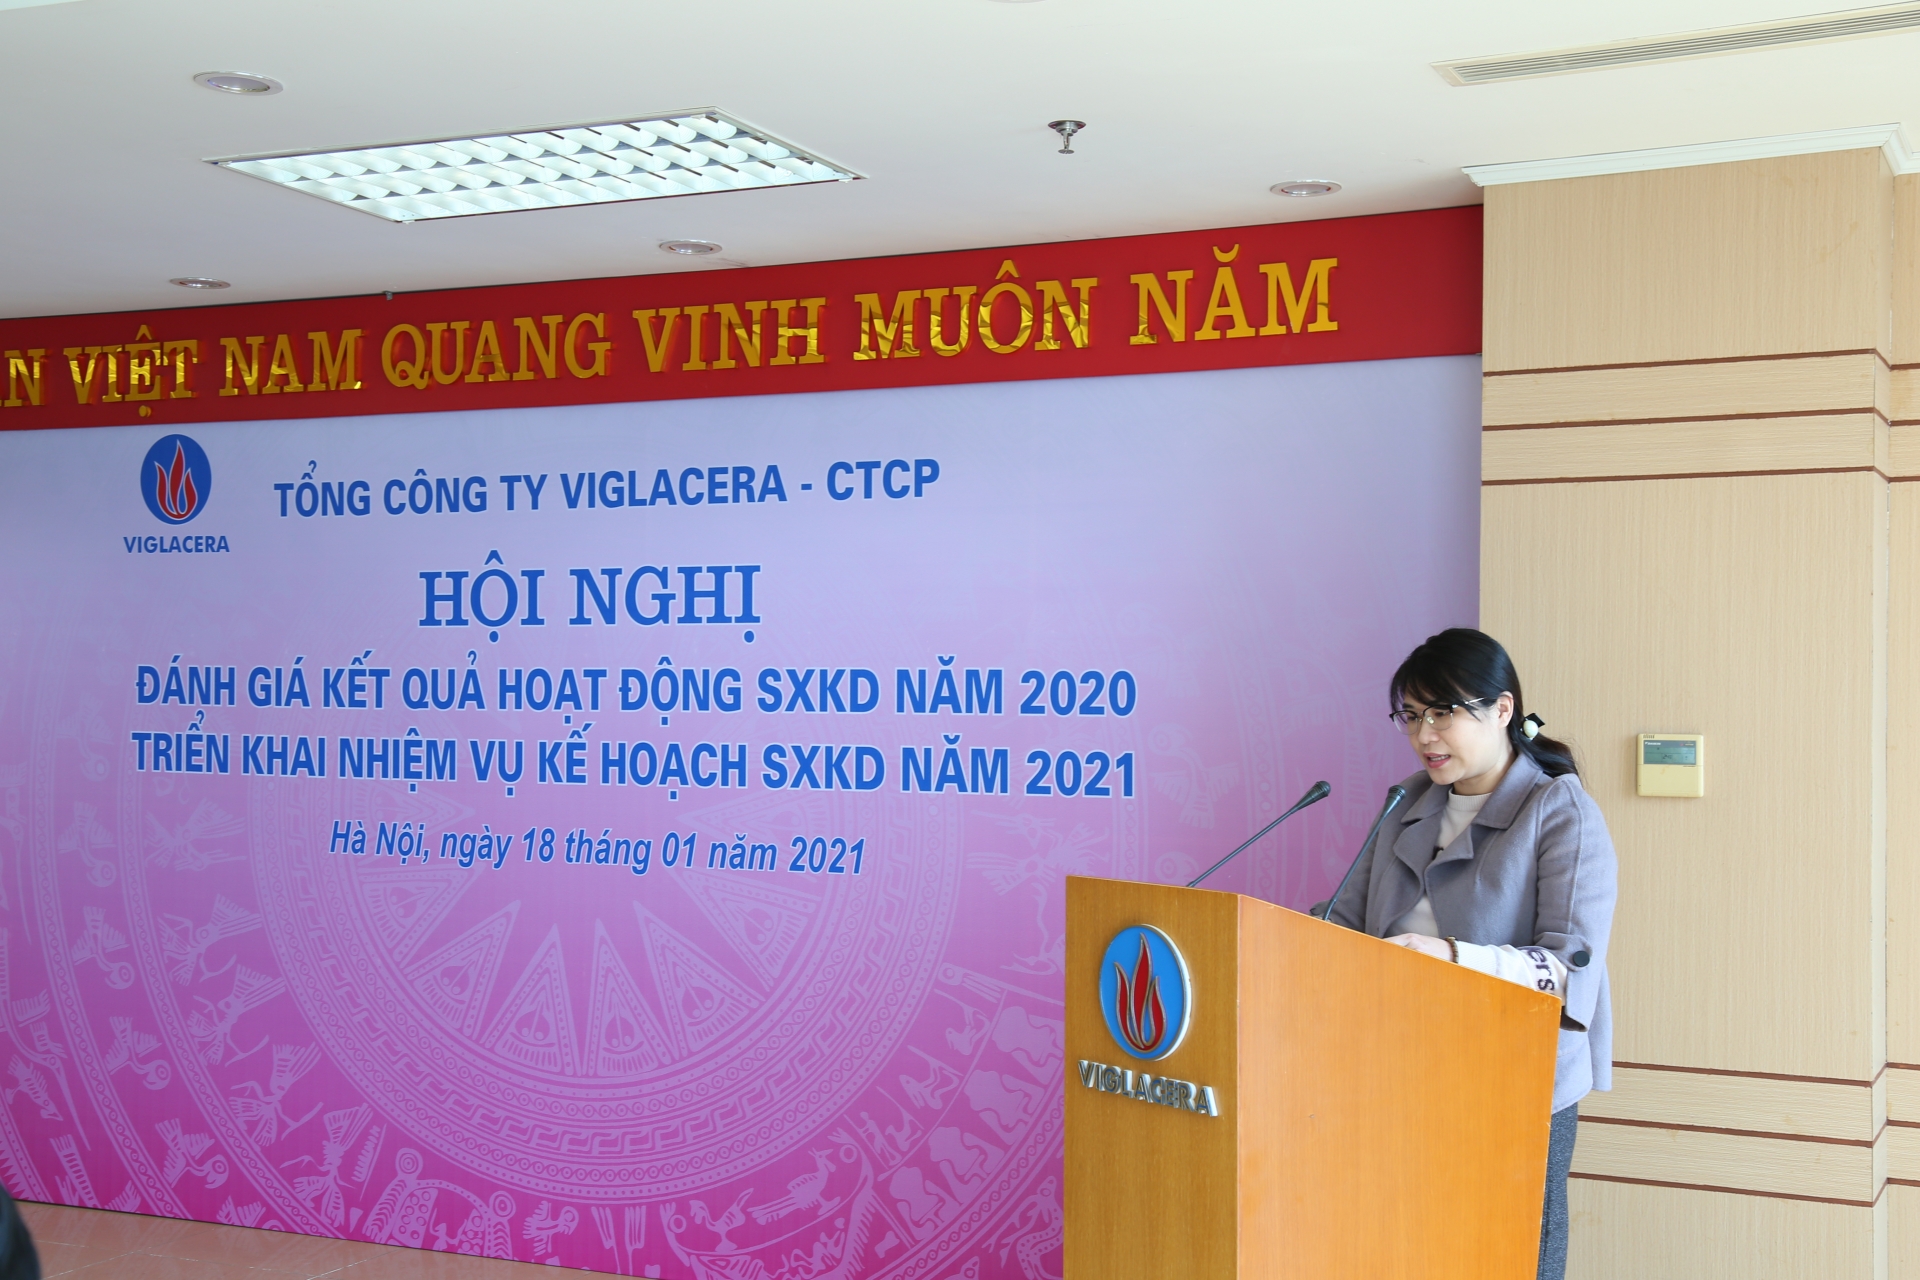 VIỆT NAM QUANG VINH MUÔN NĂM
VIGLACERA
TỔNG CÔNG TY VIGLACERA - CTCP
HỘI NGHỊ
ĐÁNH GIÁ KẾT QUẢ HOẠT ĐỘNG SXKD NĂM 2020
TRIỂN KHAI NHIỆM VỤ KẾ HOẠCH SXKD NĂM 2021
Hà Nội, ngày 18 tháng 01 năm 2021
VIGLACERA